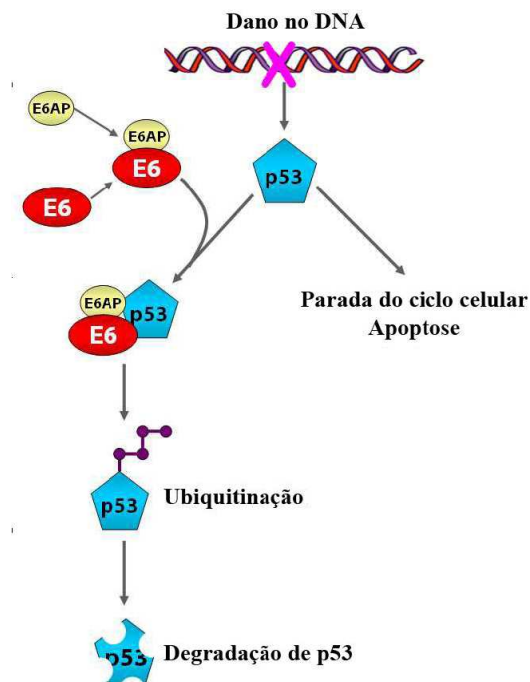 Dano no DNA
E6AP
E6AP
E6
E6
p53
Parada do ciclo celular
Apoptose
E6AP
p53
E6
p53
Ubiquitinação
p53
Degradação de p53